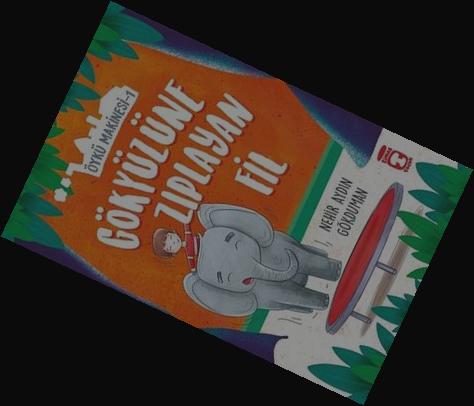 ÖYKÜ MAKİNESİ-1
GÖKYÜZÜNE
ZIPLAYAN
FİL
NEHİR AYDIN
GÖKDUMAN